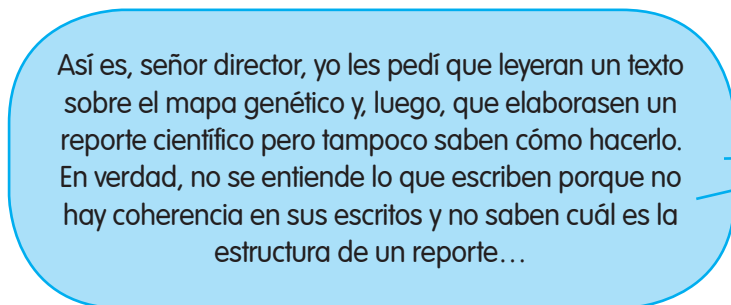 Así es, señor director, yo les pedí que leyeran un texto
sobre el mapa genético y, luego, que elaborasen un
reporte científico pero tampoco saben cómo hacerlo.
En verdad, no se entiende lo que escriben porque no
hay coherencia en sus escritos y no saben cuál es la
estructura de un reporte…